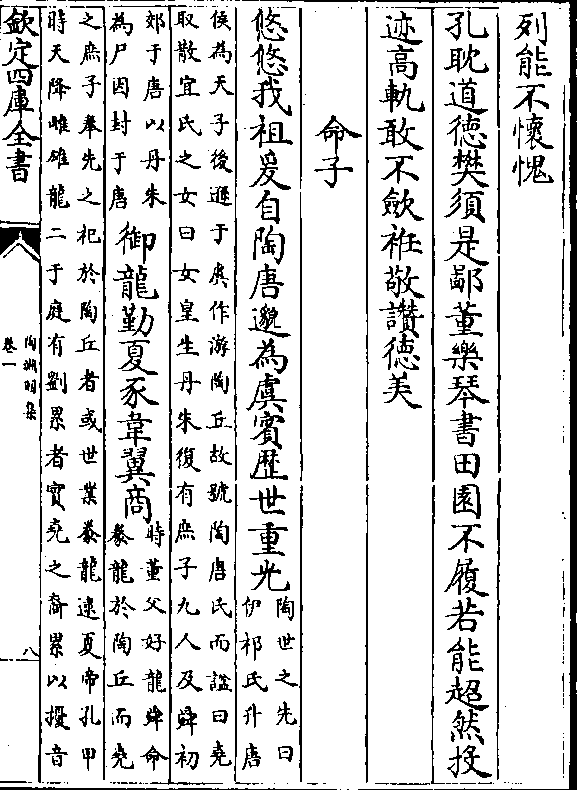 列能不懷愧
孔耽道德樊須是鄙董樂琴書田園不履若能超然投
迹高軌敢不歛袵敬讃德美
命子
悠悠我祖爰自陶唐邈為虞賓歴世重光陶世之先曰伊祁氏升唐
侯為天子後遜于虞作游陶丘故號陶唐氏而諡曰堯
取散宜氏之女曰女皇生丹朱復有庶子九人及舜初
郊于唐以丹朱為尸因封于唐御龍勤夏豕韋翼商時董父好龍舜命豢龍於陶丘而堯
之庶子奉先之祀於陶丘者或世業豢龍逮夏帝孔甲
時天降雌雄龍二于庭有劉累者實堯之裔累以擾音
欽定四庫全書
陶淵明集
卷一
八